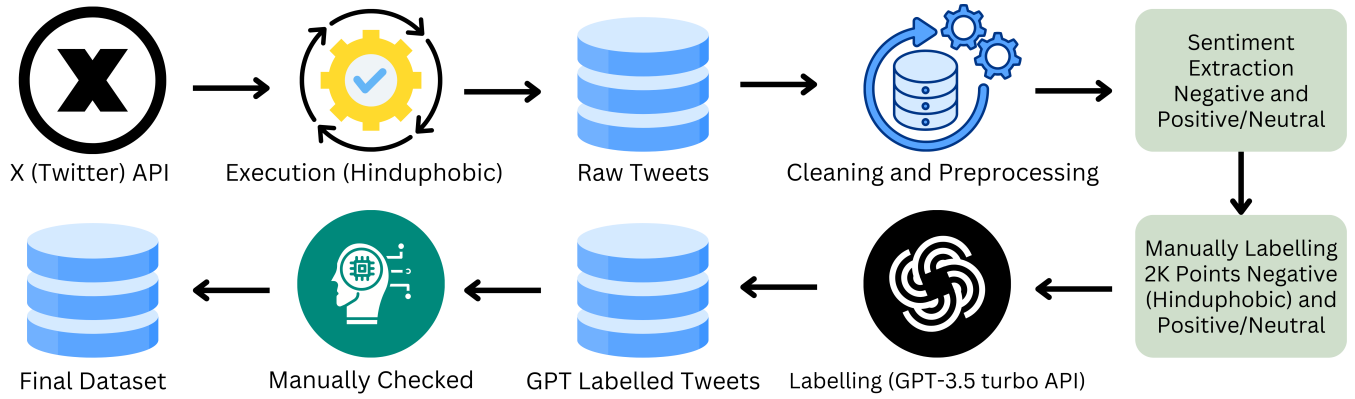 X (Twitter) API
Execution (Hinduphobic)
Raw Tweets
Cleaning and Preprocessing
Sentiment
Extraction
Negative and
Positive/Neutral
Manually Labelling
2K Points Negative
(Hinduphobic) and
Positive/Neutral
Labelling (GPT-3.5 turbo API)
GPT Labelled Tweets
Manually Checked
Final Dataset